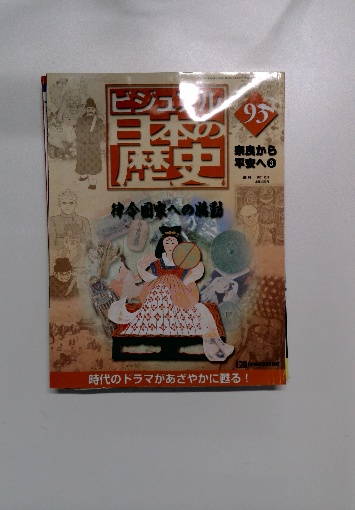 ビジュアル
日本の
歴史
93
奈良から
平安へ❸
律令国家への激動
時代のドラマがあざやかに甦る!